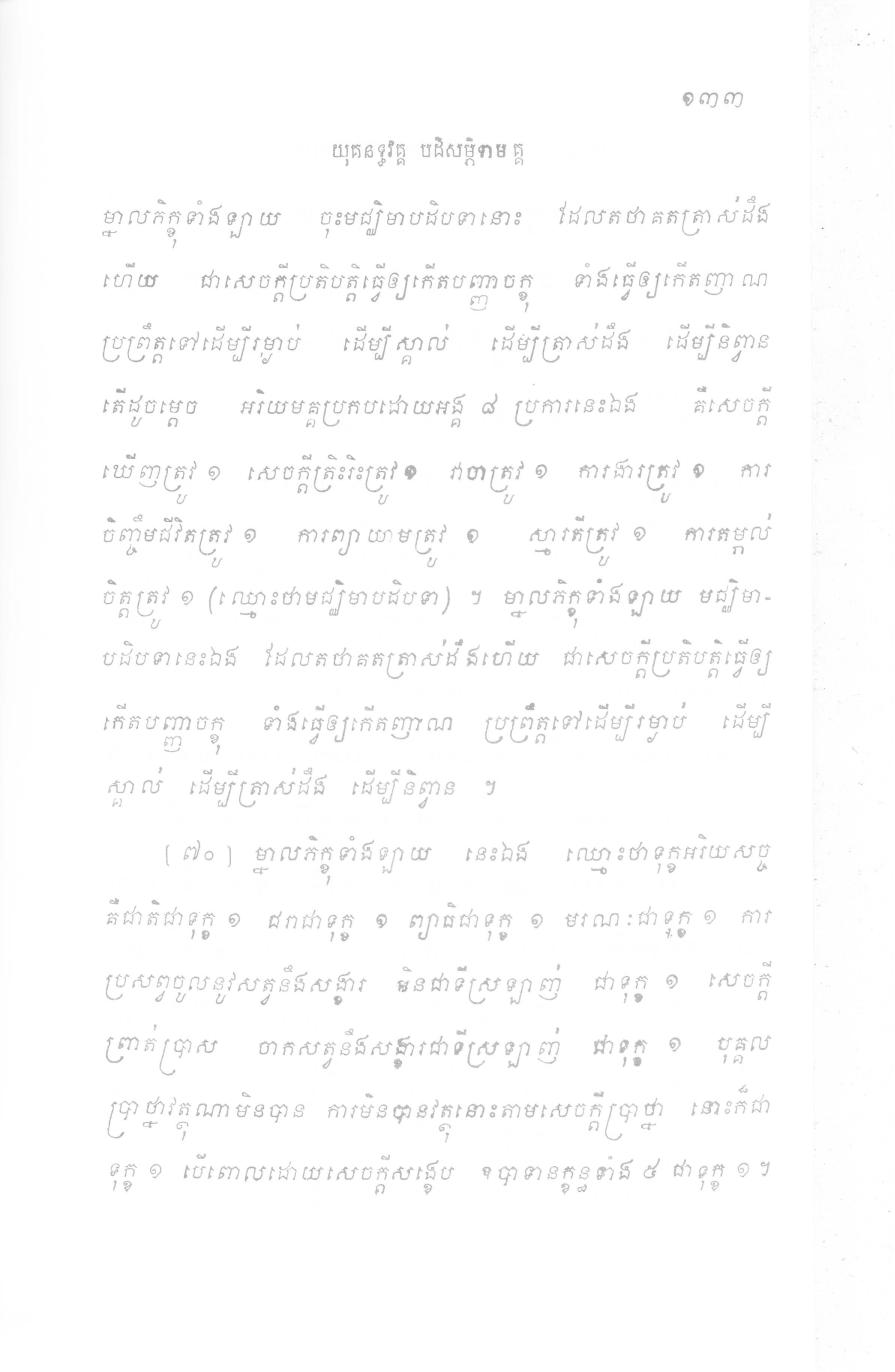 ១៣៣
យុគនទ្ធវគ្គ បដិសម្ភិទាមគ្គ
ម្នាលភិក្ខុទាំងឡាយ ចុះមជ្ឈិមាបដិបទានោះ ដែលតថាគតត្រាស់ដឹង
ហើយ ជាសេចក្តីប្រតិបត្តិធ្វើឲ្យកើតបញ្ញាចក្ខុ ទាំងធ្វើឲ្យកើតញាណ
ប្រព្រឹត្តទៅដើម្បីរម្ងាប់ ដើម្បីស្គាល់ ដើម្បីត្រាស់ដឹង ដើម្បីនិព្វាន
តើដូចម្តេច អរិយមគ្គប្រកបដោយអង្គ ៨ ប្រការនេះឯង គឺសេចក្តី
ឃើញត្រូវ ១ សេចក្តីត្រិះរិះត្រូវ ១ វាចាត្រូវ ១ ការងារត្រូវ ១ ការ
ចិញ្ចឹមជីវិតត្រូវ ១ ការព្យាយាមត្រូវ ១ ស្មារតីត្រូវ ១ ការតម្កល់
ចិត្តត្រូវ ១ (ឈ្មោះថាមជ្ឈិមាបដិបទា) ។ ម្នាលភិក្ខុទាំងឡាយ មជ្ឈិមា-
បដិបទានេះឯង ដែលតថាគតត្រាស់ដឹងហើយ ជាសេចក្តីប្រតិបត្តិធ្វើឲ្យ
កើតបញ្ញាចក្ខុ ទាំងធ្វើឲ្យកើតញាណ ប្រព្រឹត្តទៅដើម្បីរម្ងាប់ ដើម្បី
ស្គាល់ ដើម្បីត្រាស់ដឹង ដើម្បីនិព្វាន ។
[៧០] ម្នាលភិក្ខុទាំងឡាយ នេះឯង ឈ្មោះថាទុក្ខអរិយសច្ច
គឺជាតិជាទុក្ខ ១ ជរាជាទុក្ខ ១ ព្យាធិជាទុក្ខ ១ មរណៈជាទុក្ខ ១ ការ
ប្រសព្វចូលនូវសត្វនឹងសង្ខារ មិនជាទីស្រឡាញ់ ជាទុក្ខ ១ សេចក្តី
ព្រាត់ប្រាស ចាកសត្វនឹងសង្ខារជាទីស្រឡាញ់ ជាទុក្ខ ១ បុគ្គល
ប្រាថ្នាវត្ថុណាមិនបាន ការមិនបានវត្ថុនោះតាមសេចក្តីប្រាថ្នា នោះក៏ជា
ទុក្ខ ១ បើពោលដោយសេចក្តីសង្ខេប ឧបាទានក្ខន្ធទាំង ៥ ជាទុក្ខ ១ ។